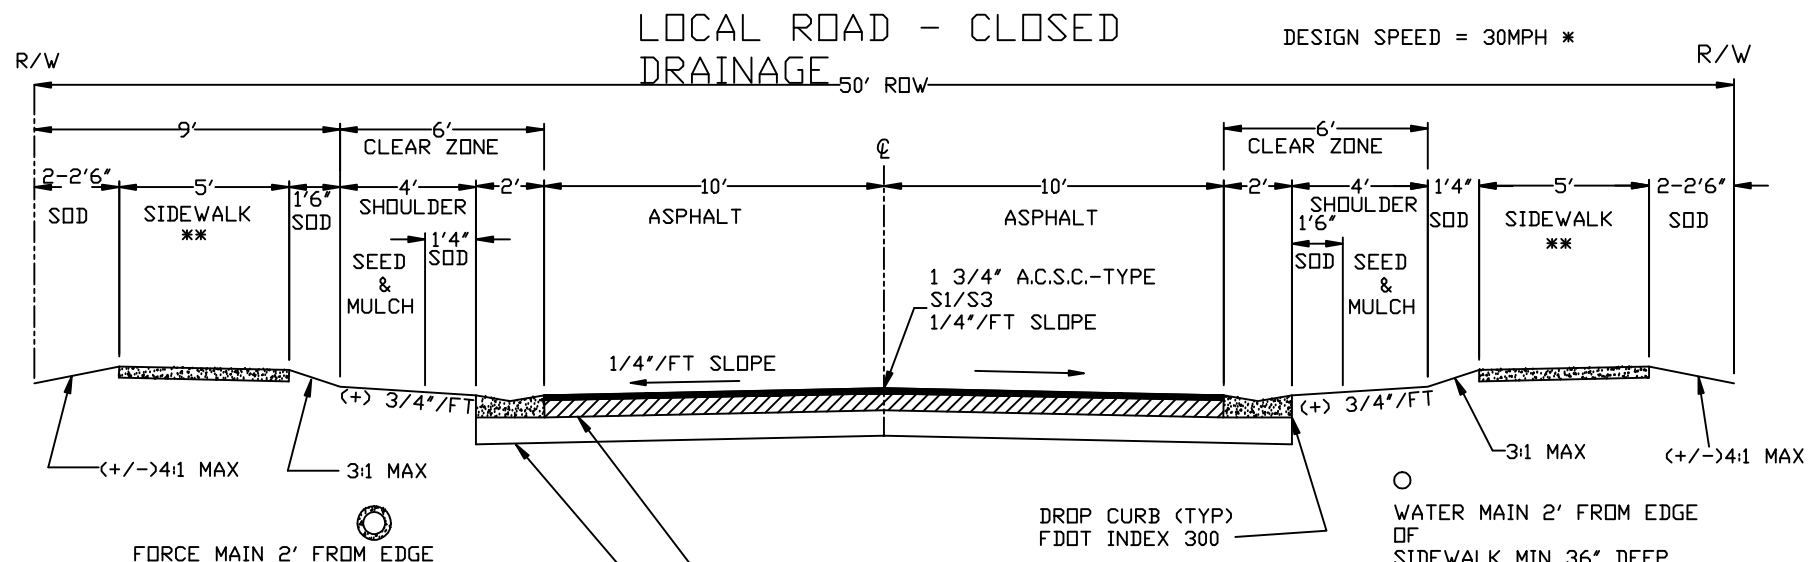 LOCAL ROAD - CLOSED
DRAINAGE
DESIGN SPEED = 30MPH *
R/W
R/W
50' ROW
9'
6'
CLEAR ZONE
6'
CLEAR ZONE
℄
2-2'6"
5'
1'6"
4'
2'
10'
10'
2'
4'
1'4"
5'
2-2'6"
SOD
SIDEWALK
**
SOD
SHOULDER
ASPHALT
ASPHALT
SHOULDER
SOD
SIDEWALK
**
SOD
1'4"
SOD
SEED
&
MULCH
1'6"
SOD
SEED
&
MULCH
1 3/4" A.C.S.C.-TYPE
S1/S3
1/4"/FT SLOPE
1/4"/FT SLOPE
(+) 3/4"/FT
(+) 3/4"/FT
(+/-)4:1 MAX
3:1 MAX
3:1 MAX
(+/-)4:1 MAX
FORCE MAIN 2' FROM EDGE
DROP CURB (TYP)
FDOT INDEX 300
WATER MAIN 2' FROM EDGE
OF
SIDEWALK MIN 36" DEEP